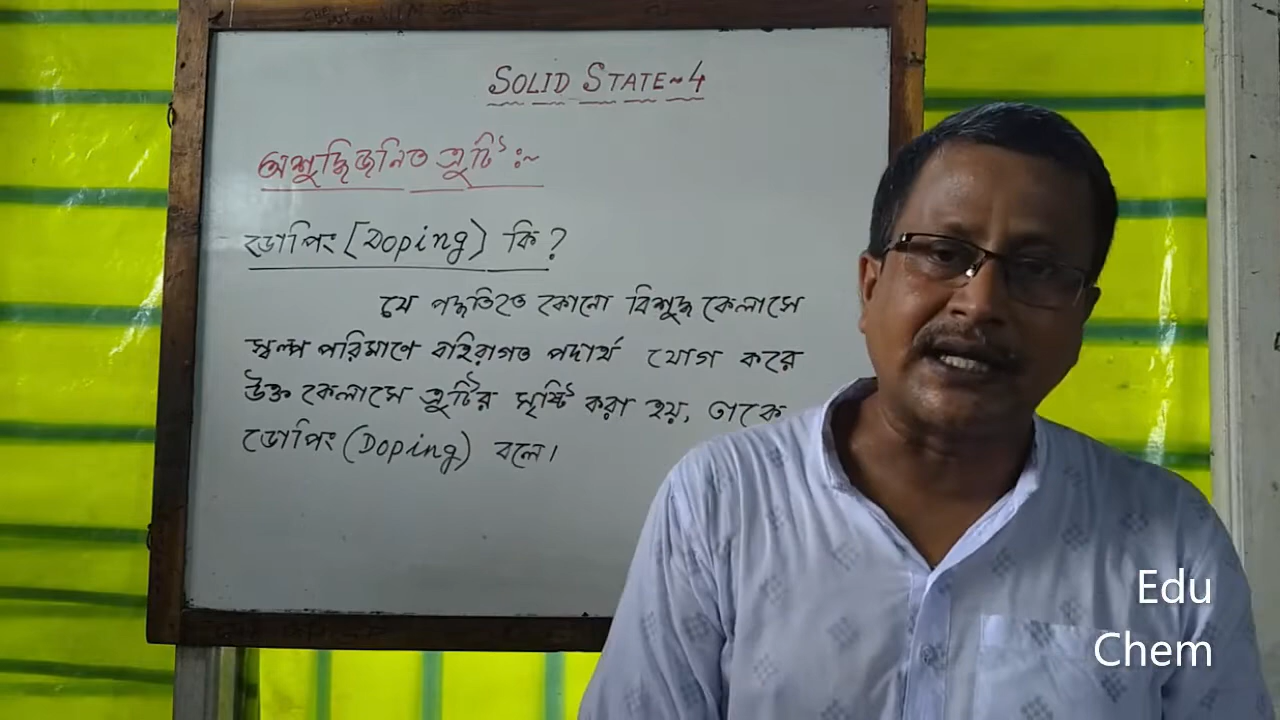 SOLID STATE~4
অশুদ্ধিজনিত ত্রুটি :~
ডোপিং (Doping) কি?
যে পদ্ধতিতে কোনো বিশুদ্ধ কেলাসে
স্বল্প পরিমাণে বহিরাগত পদার্থ যোগ করে
উক্ত কেলাসে ত্রুটির সৃষ্টি করা হয়, তাকে
ডোপিং (Doping) বলে।
Edu
Chem